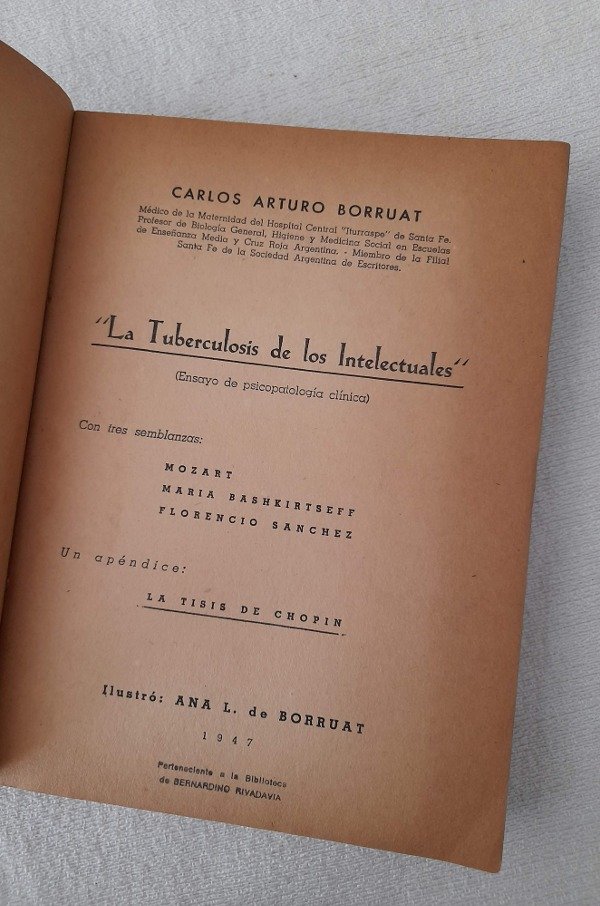 CARLOS ARTURO BORRUAT
Médico de la Maternidad del Hospital Central "Iturraspe" de Santa Fe.
Profesor de Biología General, Higiene y Medicina Social en Escuelas
de Enseñanza Media y Cruz Roja Argentina. - Miembro de la Filial
Santa Fe de la Sociedad Argentina de Escritores.
"La Tuberculosis de los Intelectuales"
(Ensayo de psicopatología clínica)
Con tres semblanzas:
MOZART
MARIA BASHKIRTSEFF
FLORENCIO SANCHEZ
Un apéndice:
LA TISIS DE CHOPIN
Ilustró: ANA L. de BORRUAT
1947
Perteneciente a la Biblioteca
de BERNARDINO RIVADAVIA